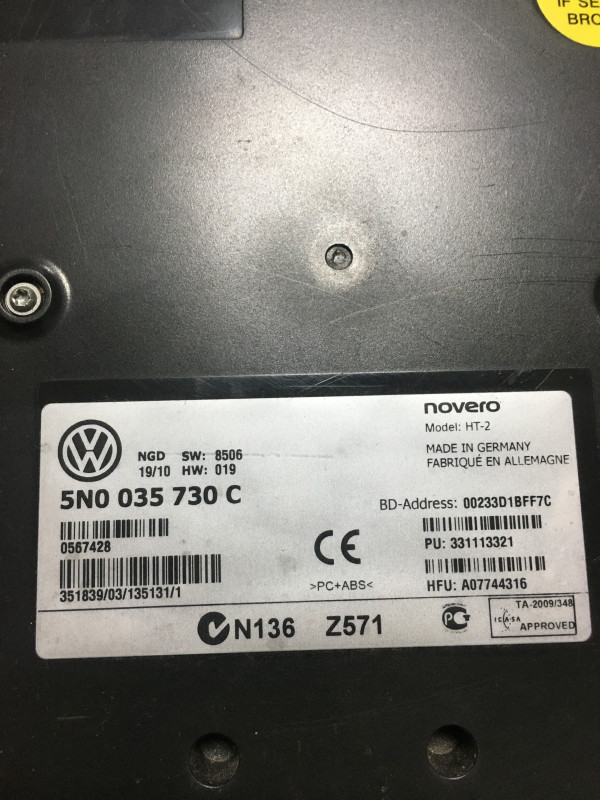 IF SE
BRO
novero
Model: HT-2
NGD SW: 8506
19/10 HW: 019
MADE IN GERMANY
FABRIQUÉ EN ALLEMAGNE
5N0 035 730 C
BD-Address: 00233D1BFF7C
0567428
PU: 331113321
351839/03/135131/1
>PC+ABS<
HFU: A07744316
N136 Z571
TA-2009/348
ICASA APPROVED